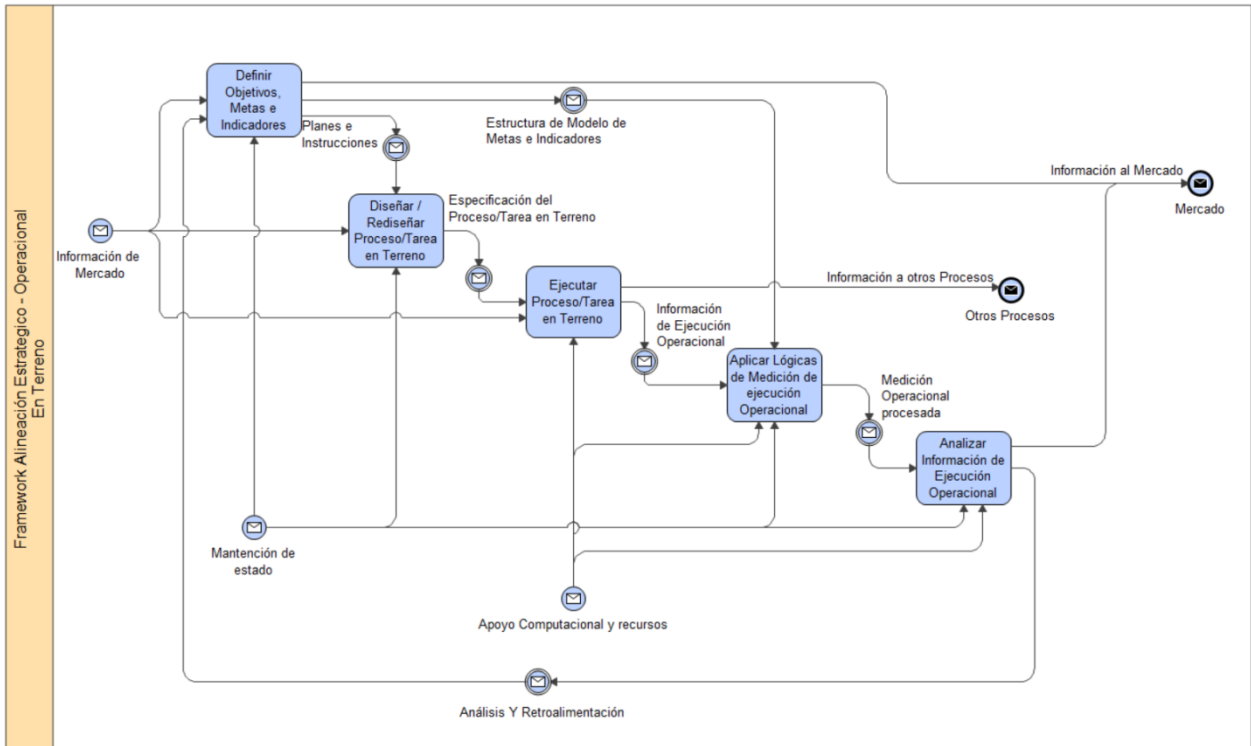 Framework Alineación Estrategico - Operacional
En Terreno
Definir
Objetivos,
Metas e
Indicadores
Planes e
Instrucciones
Estructura de Modelo de
Metas e Indicadores
Información al Mercado
Mercado
Información de
Mercado
Diseñar /
Rediseñar
Proceso/Tarea
en Terreno
Especificación del
Proceso/Tarea en Terreno
Ejecutar
Proceso/Tarea
en Terreno
Información a otros Procesos
Otros Procesos
Información
de Ejecución
Operacional
Aplicar Lógicas
de Medición de
ejecución
Operacional
Medición
Operacional
procesada
Analizar
Información de
Ejecución
Operacional
Mantención de
estado
Apoyo Computacional y recursos
Análisis Y Retroalimentación